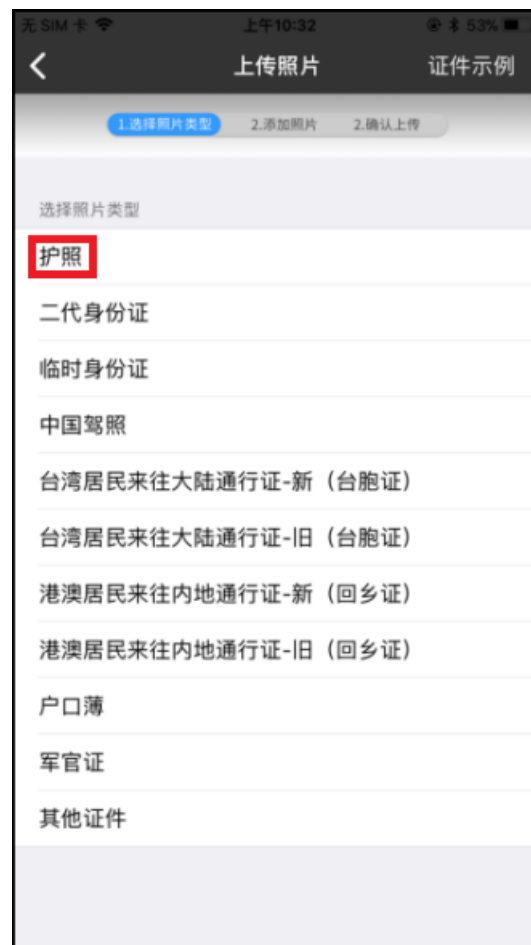 无 SIM 卡 上午10:32 53%
上传照片 证件示例
1.选择照片类型 2.添加照片 2.确认上传
选择照片类型
护照
二代身份证
临时身份证
中国驾照
台湾居民来往大陆通行证-新（台胞证）
台湾居民来往大陆通行证-旧（台胞证）
港澳居民来往内地通行证-新（回乡证）
港澳居民来往内地通行证-旧（回乡证）
户口薄
军官证
其他证件